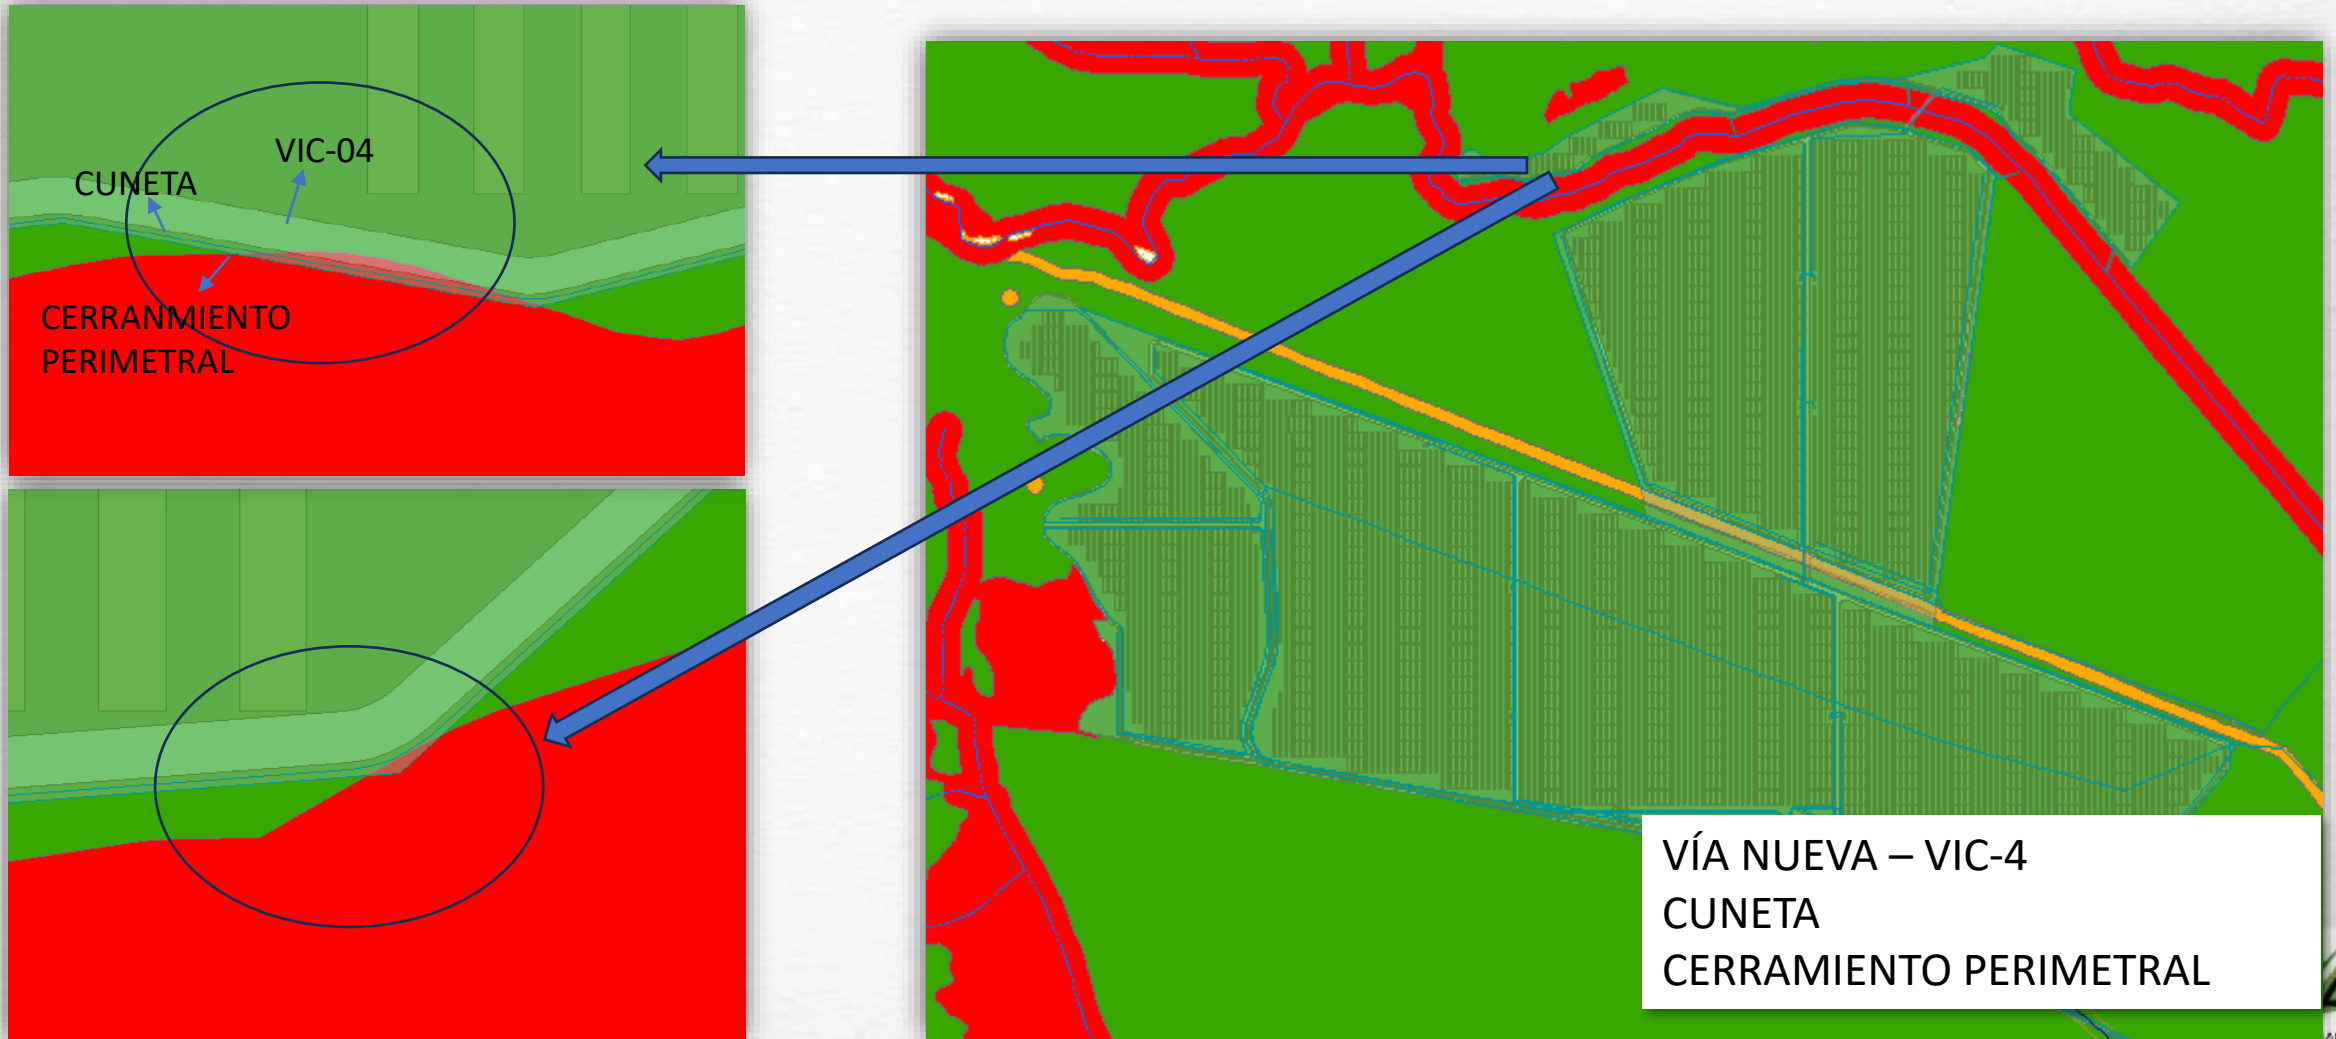 VIC-04
CUNETA
CERRANMIENTO
PERIMETRAL
VÍA NUEVA – VIC-4
CUNETA
CERRAMIENTO PERIMETRAL